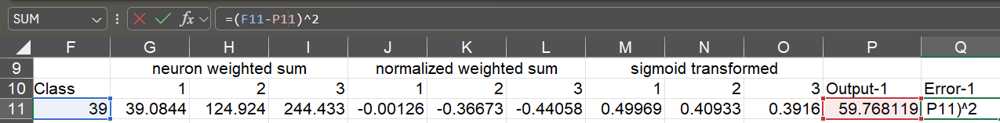 SUM fx =(F11-P11)^2
F G H I J K L M N O P Q
9 neuron weighted sum normalized weighted sum sigmoid transformed
10 Class 1 2 3 1 2 3 1 2 3 Output-1 Error-1
11 39 39.0844 124.924 244.433 -0.00126 -0.36673 -0.44058 0.49969 0.40933 0.3916 59.768119 P11)^2